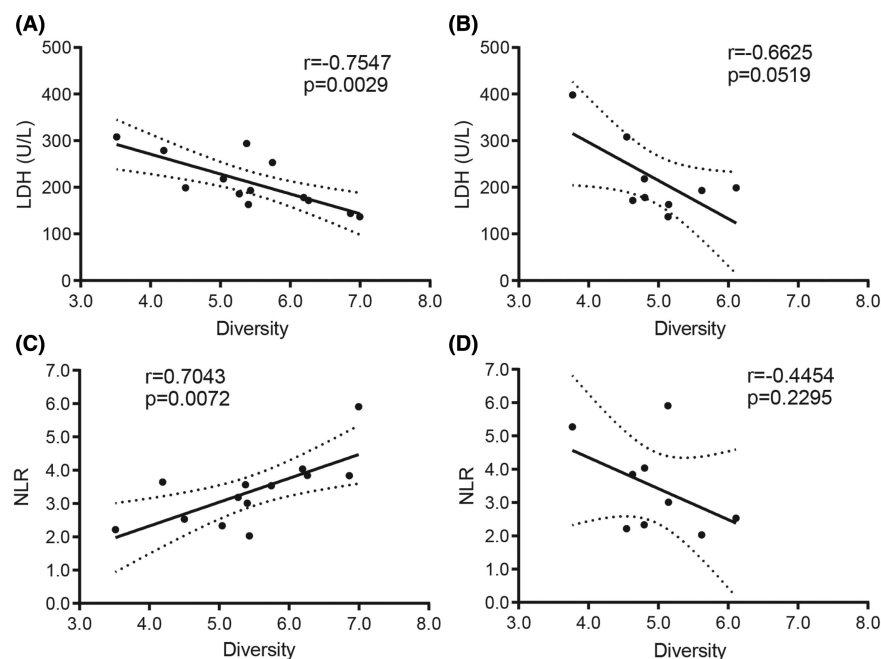 (A)
r=-0.7547
p=0.0029
LDH (U/L)
500
400
300
200
100
0
3.0 4.0 5.0 6.0 7.0 8.0
Diversity
(B)
r=-0.6625
p=0.0519
LDH (U/L)
500
400
300
200
100
0
3.0 4.0 5.0 6.0 7.0 8.0
Diversity
(C)
r=0.7043
p=0.0072
NLR
7.0
6.0
5.0
4.0
3.0
2.0
1.0
0.0
3.0 4.0 5.0 6.0 7.0 8.0
Diversity
(D)
r=-0.4454
p=0.2295
NLR
7.0
6.0
5.0
4.0
3.0
2.0
1.0
0.0
3.0 4.0 5.0 6.0 7.0 8.0
Diversity